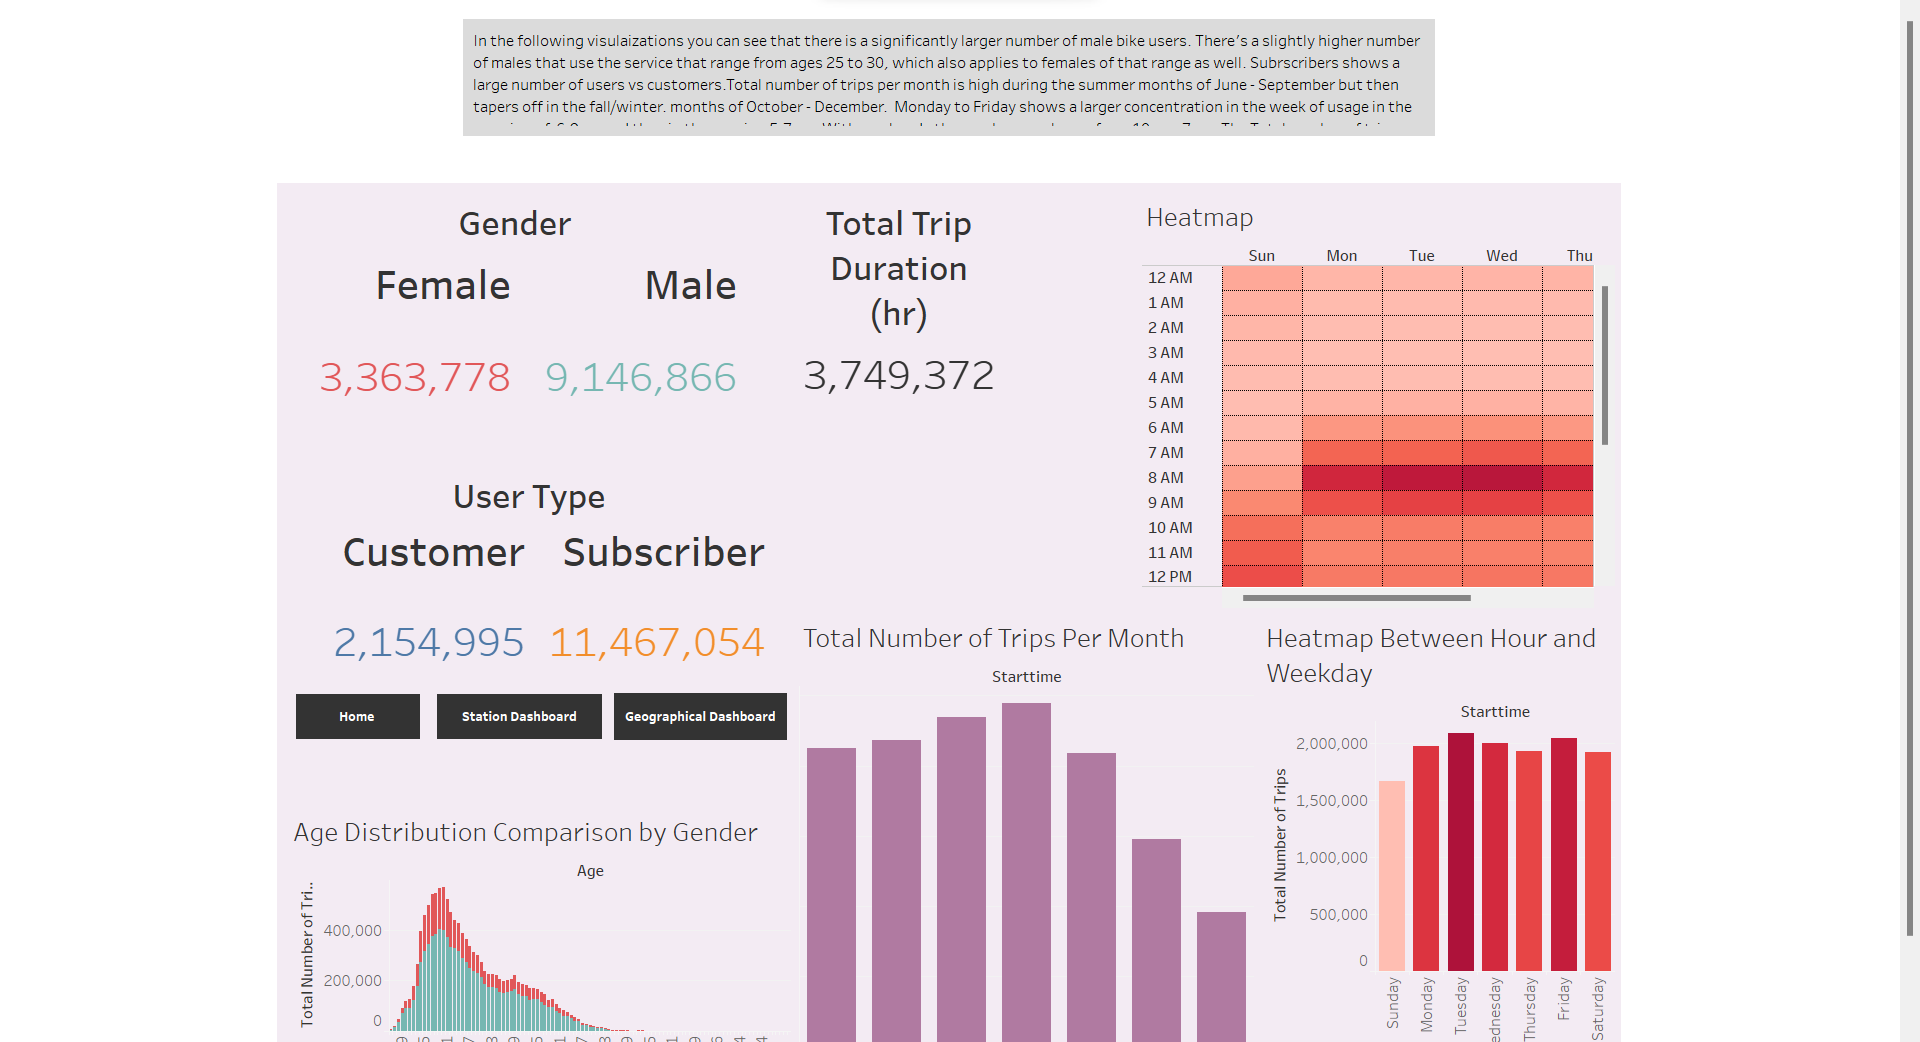 In the following visulaizations you can see that there is a significantly larger number of male bike users. There's a slightly higher number
of males that use the service that range from ages 25 to 30, which also applies to females of that range as well. Subrscribers shows a
large number of users vs customers.Total number of trips per month is high during the summer months of June - September but then
tapers off in the fall/winter. months of October - December.  Monday to Friday shows a larger concentration in the week of usage in the
Gender
Female Male
3,363,778 9,146,866
Total Trip
Duration
(hr)
3,749,372
Heatmap
Sun Mon Tue Wed Thu
12 AM
1 AM
2 AM
3 AM
4 AM
5 AM
6 AM
7 AM
8 AM
9 AM
10 AM
11 AM
12 PM
User Type
Customer Subscriber
2,154,995 11,467,054
Home Station Dashboard Geographical Dashboard
Total Number of Trips Per Month
Starttime
Heatmap Between Hour and
Weekday
Starttime
Total Number of Trips
2,000,000
1,500,000
1,000,000
500,000
0
Sunday
Monday
Tuesday
ednesday
Thursday
Friday
Saturday
Age Distribution Comparison by Gender
Age
Total Number of Tri..
400,000
200,000
0